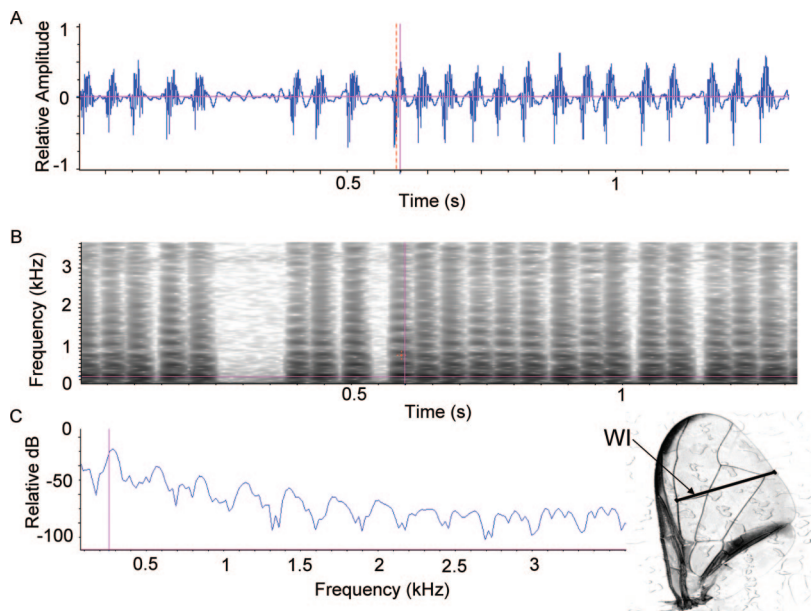 A
Relative Amplitude
1
0
-1
0.5
1
Time (s)
B
Frequency (kHz)
3
2
1
0
0.5
1
Time (s)
C
Relative dB
0
-50
-100
0.5
1
1.5
2
2.5
3
Frequency (kHz)
WI